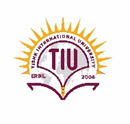 TISHK INTERNATIONAL UNIVERSITY
TIU
ERBIL 2008